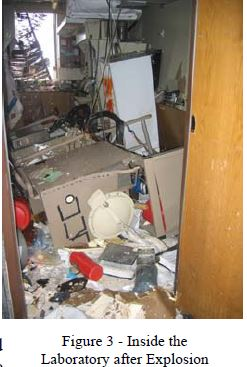 Figure 3 - Inside the
Laboratory after Explosion